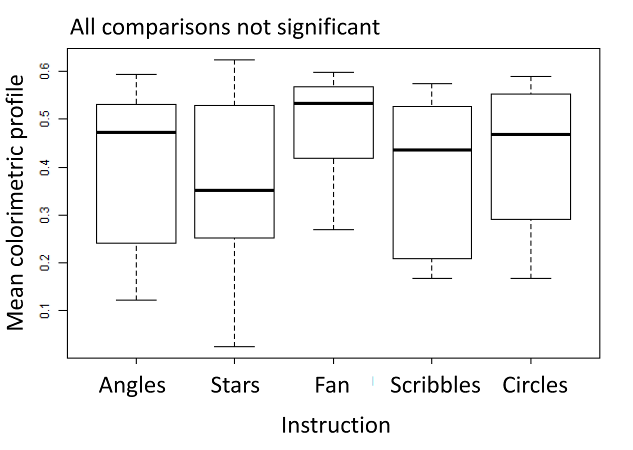 All comparisons not significant
Mean colorimetric profile
0.6
0.5
0.4
0.3
0.2
0.1
Angles Stars Fan Scribbles Circles
Instruction